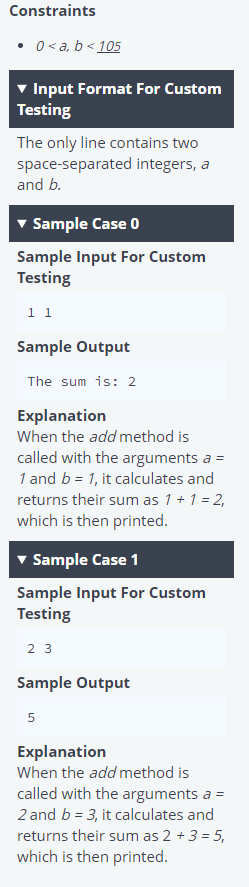 Constraints
• 0 < a, b < 105
▼ Input Format For Custom
Testing
The only line contains two
space-separated integers, a
and b.
▼ Sample Case 0
Sample Input For Custom
Testing
1 1
Sample Output
The sum is: 2
Explanation
When the add method is
called with the arguments a =
1 and b = 1, it calculates and
returns their sum as 1 + 1 = 2,
which is then printed.
▼ Sample Case 1
Sample Input For Custom
Testing
2 3
Sample Output
5
Explanation
When the add method is
called with the arguments a =
2 and b = 3, it calculates and
returns their sum as 2 + 3 = 5,
which is then printed.